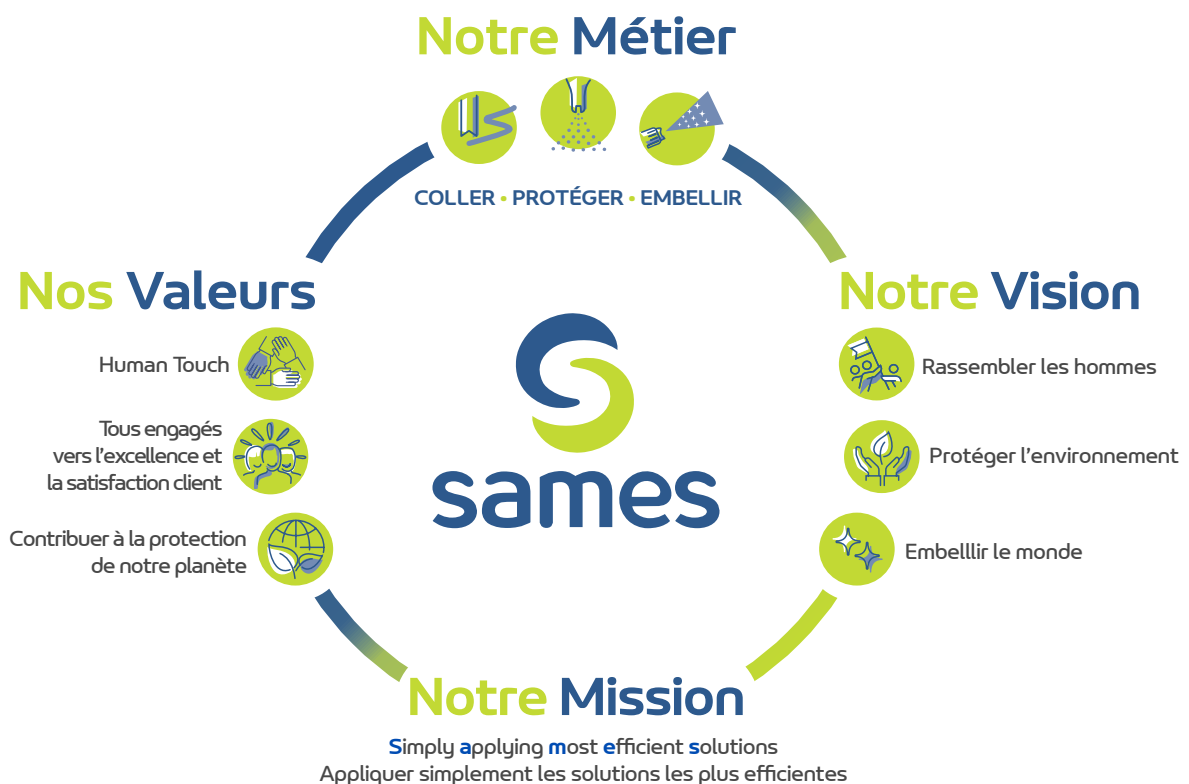 Notre Métier
COLLER • PROTÉGER • EMBELLIR
Nos Valeurs
Human Touch
Tous engagés
vers l'excellence et
la satisfaction client
Contribuer à la protection
de notre planète
sames
Notre Vision
Rassembler les hommes
Protéger l'environnement
Embelllir le monde
Notre Mission
Simply applying most efficient solutions
Appliquer simplement les solutions les plus efficientes